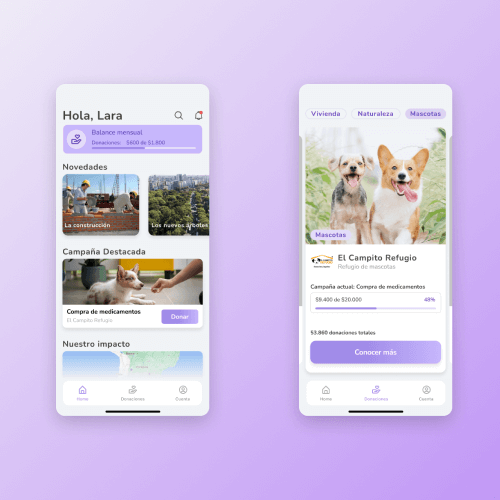 Hola, Lara
Balance mensual
Donaciones: $600 de $1.800
Novedades
La construcción
Los nuevos árboles
Campaña Destacada
Compra de medicamentos
El Campito Refugio
Donar
Nuestro impacto
Home
Donaciones
Cuenta
Vivienda
Naturaleza
Mascotas
Mascotas
El Campito Refugio
Refugio de mascotas
Campaña actual: Compra de medicamentos
$9.400 de $20.000
48%
53.860 donaciones totales
Conocer más
Home
Donaciones
Cuenta